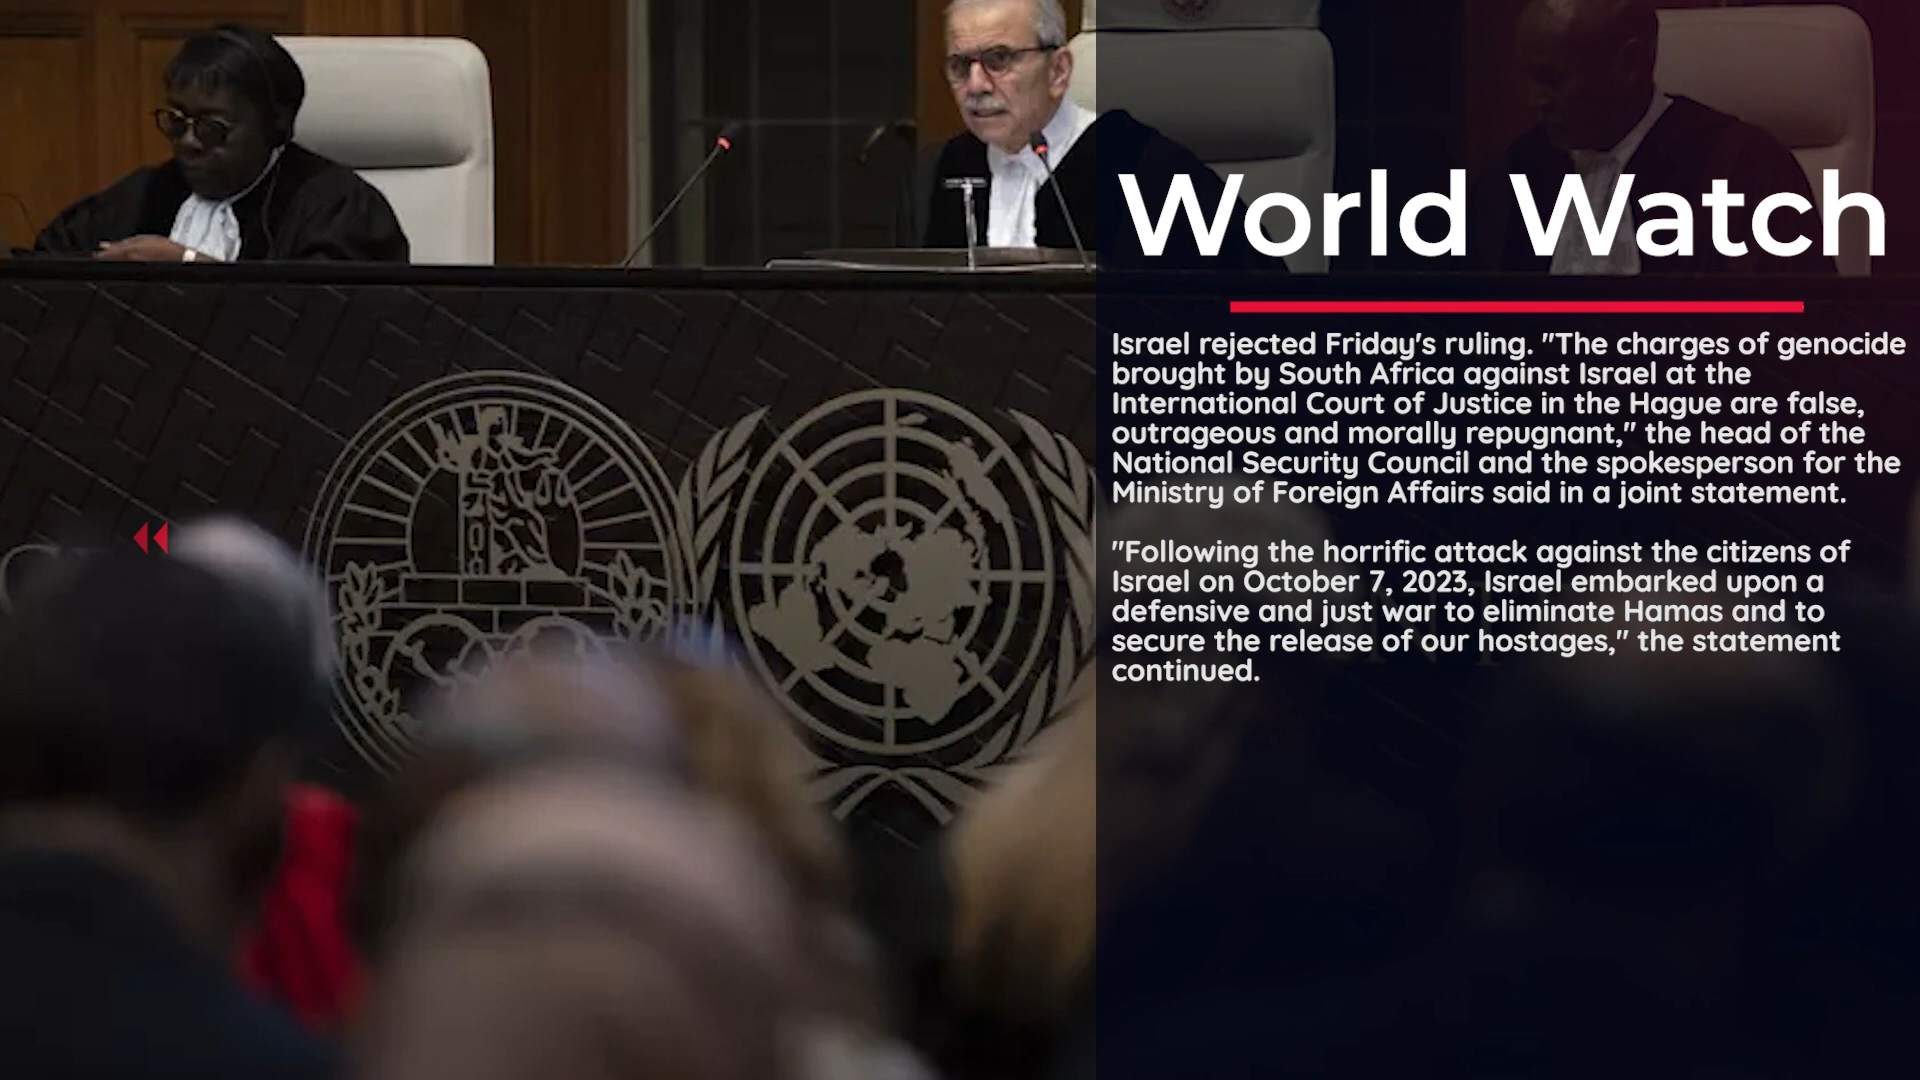 World Watch
Israel rejected Friday's ruling. "The charges of genocide
brought by South Africa against Israel at the
International Court of Justice in the Hague are false,
outrageous and morally repugnant," the head of the
National Security Council and the spokesperson for the
Ministry of Foreign Affairs said in a joint statement.
"Following the horrific attack against the citizens of
Israel on October 7, 2023, Israel embarked upon a
defensive and just war to eliminate Hamas and to
secure the release of our hostages," the statement
continued.